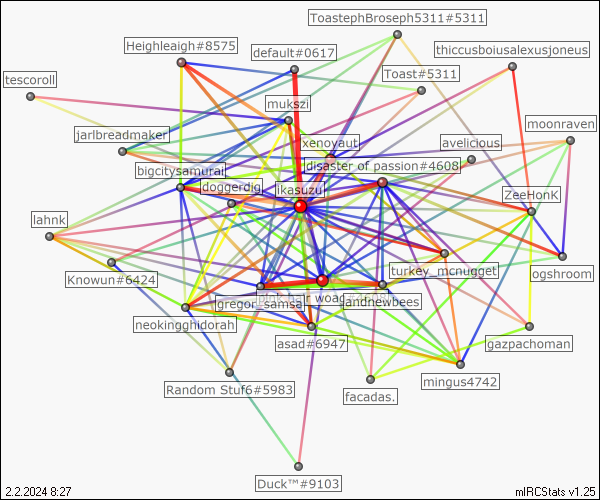 ToastephBroseph5311#5311
Heighleaigh#8575
default#0617
thiccusboiusalexusjoneus
tescoroll
Toast#5311
mukszi
moonraven
jarlbreadmaker
xenoyaut
avelicious
bigcitysamurai
disaster of passion#4608
doggerdig
ikasuzu
ZeeHonK
lahnk
Knowun#6424
turkey_mcnugget
ogshroom
gregor_samsa
landnewbees
neokingghidorah
asad#6947
gazpachoman
Random Stuf6#5983
facadas.
mingus4742
Duck™#9103
2.2.2024 8:27
mIRCStats v1.25